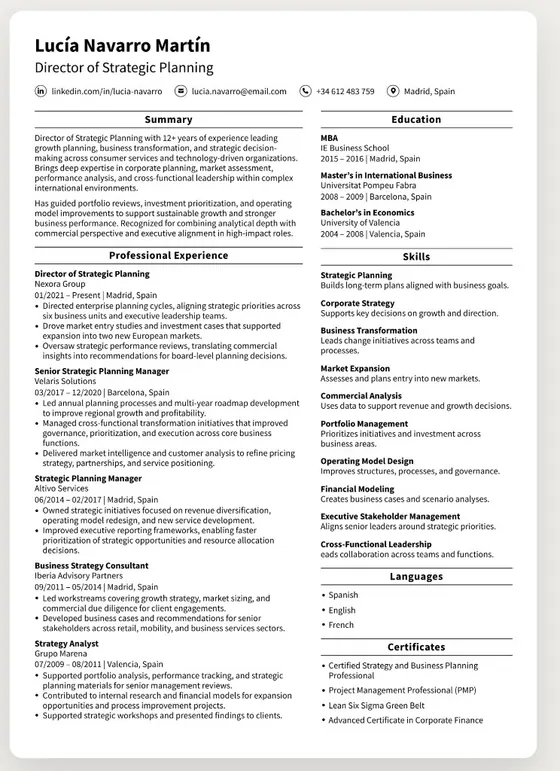 Lucía Navarro Martín
Director of Strategic Planning
linkedin.com/in/lucia-navarro
lucia.navarro@email.com
+34 612 483 759
Madrid, Spain
Summary
Director of Strategic Planning with 12+ years of experience leading
growth planning, business transformation, and strategic decision-
making across consumer services and technology-driven organizations.
Brings deep expertise in corporate planning, market assessment,
performance analysis, and cross-functional leadership within complex
international environments.
Has guided portfolio reviews, investment prioritization, and operating
model improvements to support sustainable growth and stronger
business performance. Recognized for combining analytical depth with
commercial perspective and executive alignment in high-impact roles.
Professional Experience
Director of Strategic Planning
Nexora Group
01/2021 – Present | Madrid, Spain
• Directed enterprise planning cycles, aligning strategic priorities across
six business units and executive leadership teams.
• Drove market entry studies and investment cases that supported
expansion into two new European markets.
• Oversaw strategic performance reviews, translating commercial
insights into recommendations for board-level planning decisions.
Senior Strategic Planning Manager
Velaris Solutions
03/2017 – 12/2020 | Barcelona, Spain
• Led annual planning processes and multi-year roadmap development
to improve regional growth and profitability.
• Managed cross-functional transformation initiatives that improved
governance, prioritization, and execution across core business
functions.
• Delivered market intelligence and customer analysis to refine pricing
strategy, partnerships, and service positioning.
Strategic Planning Manager
Altivo Services
06/2014 – 02/2017 | Madrid, Spain
• Owned strategic initiatives focused on revenue diversification,
operating model redesign, and new service development.
• Improved executive reporting frameworks, enabling faster
prioritization of strategic opportunities and resource allocation
decisions.
Business Strategy Consultant
Iberia Advisory Partners
09/2011 – 05/2014 | Madrid, Spain
• Led workstreams covering growth strategy, market sizing, and
commercial due diligence for client engagements.
• Developed business cases and recommendations for senior
stakeholders across retail, mobility, and business services sectors.
Strategy Analyst
Grupo Marena
07/2009 – 08/2011 | Valencia, Spain
• Supported portfolio analysis, performance tracking, and strategic
planning materials for senior management reviews.
• Contributed to internal research and financial models for expansion
opportunities and process improvement projects.
• Supported strategic workshops and presented findings to clients.
Education
MBA
IE Business School
2015 – 2016 | Madrid, Spain
Master's in International Business
Universitat Pompeu Fabra
2008 – 2009 | Barcelona, Spain
Bachelor's in Economics
University of Valencia
2004 – 2008 | Valencia, Spain
Skills
Strategic Planning
Builds long-term plans aligned with business goals.
Corporate Strategy
Supports key decisions on growth and direction.
Business Transformation
Leads change initiatives across teams and
processes.
Market Expansion
Assesses and plans entry into new markets.
Commercial Analysis
Uses data to support revenue and growth decisions.
Portfolio Management
Prioritizes initiatives and investment across
business areas.
Operating Model Design
Improves structures, processes, and governance.
Financial Modeling
Creates business cases and scenario analyses.
Executive Stakeholder Management
Aligns senior leaders around strategic priorities.
Cross-Functional Leadership
eads collaboration across teams and functions.
Languages
• Spanish
• English
• French
Certificates
• Certified Strategy and Business Planning
Professional
• Project Management Professional (PMP)
• Lean Six Sigma Green Belt
• Advanced Certificate in Corporate Finance